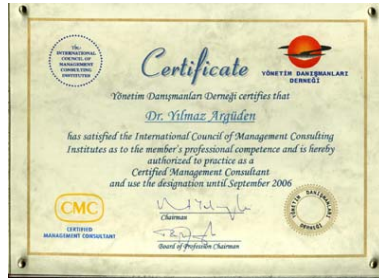 The
INTERNATIONAL
COUNCIL OF
MANAGEMENT
CONSULTING
INSTITUTES
YÖNETİM DANIŞMANLARI
DERNEĞİ
Certificate
Yönetim Danışmanları Derneği certifies that
Dr. Yılmaz Argüden
has satisfied the International Council of Management Consulting
Institutes as to the member's professional competence and is hereby
authorized to practice as a
Certified Management Consultant
and use the designation until September 2006
Chairman
Board of Profession Chairman
CMC
CERTIFIED
MANAGEMENT CONSULTANT
YÖNETİM DANIŞMANLARI
DERNEĞİ